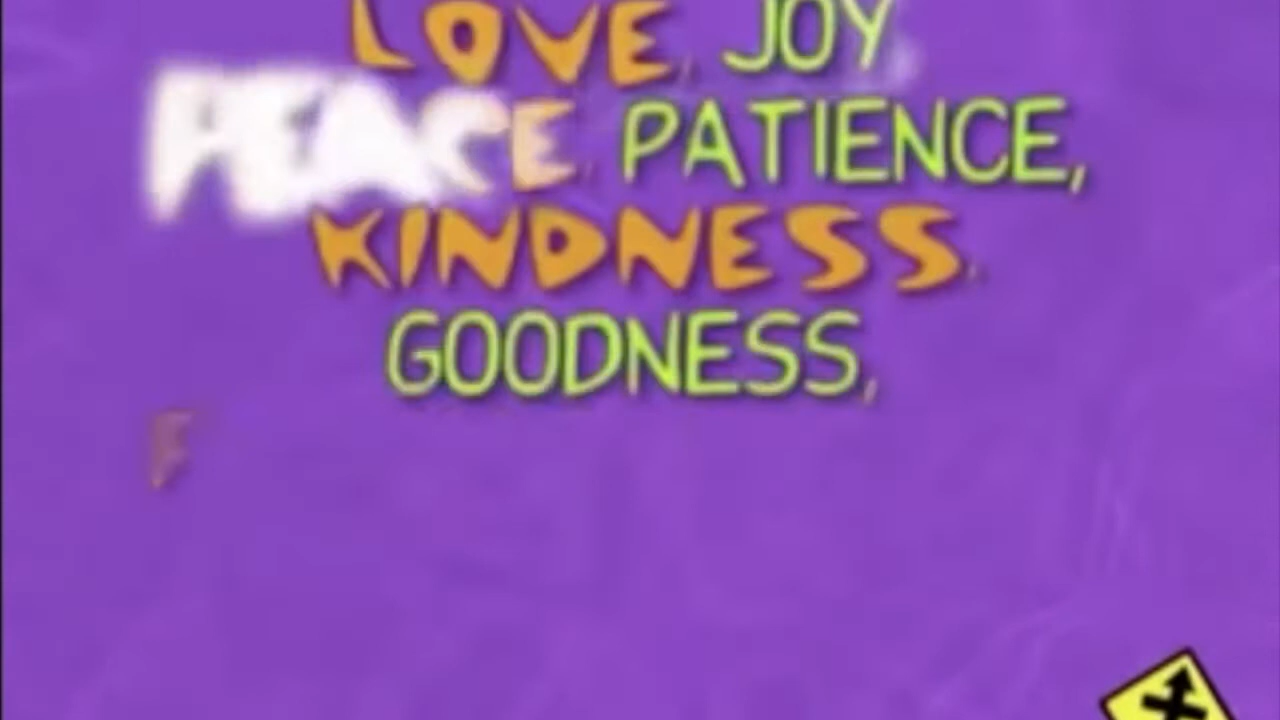 LOVE, JOY
PEACE, PATIENCE,
KINDNESS,
GOODNESS,
F